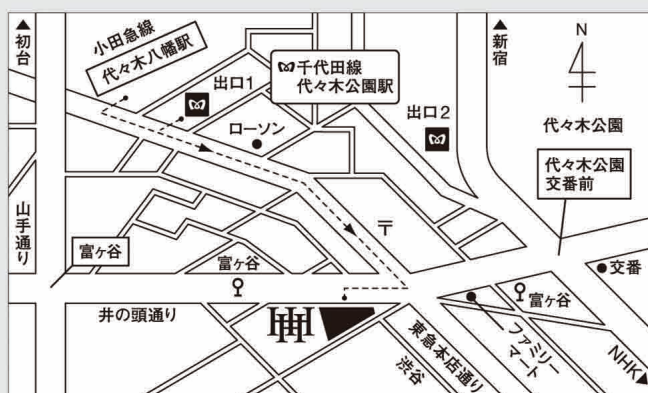 ▲
初台
小田急線
代々木八幡駅
出口1
千代田線
代々木公園駅
ローソン
出口2
▲
新宿
N
代々木公園
代々木公園
交番前
山手通り
富ヶ谷
富ヶ谷
〒
交番
富ヶ谷
井の頭通り
HH
ファミリー
マート
東急本店通り
渋谷
NHK▶